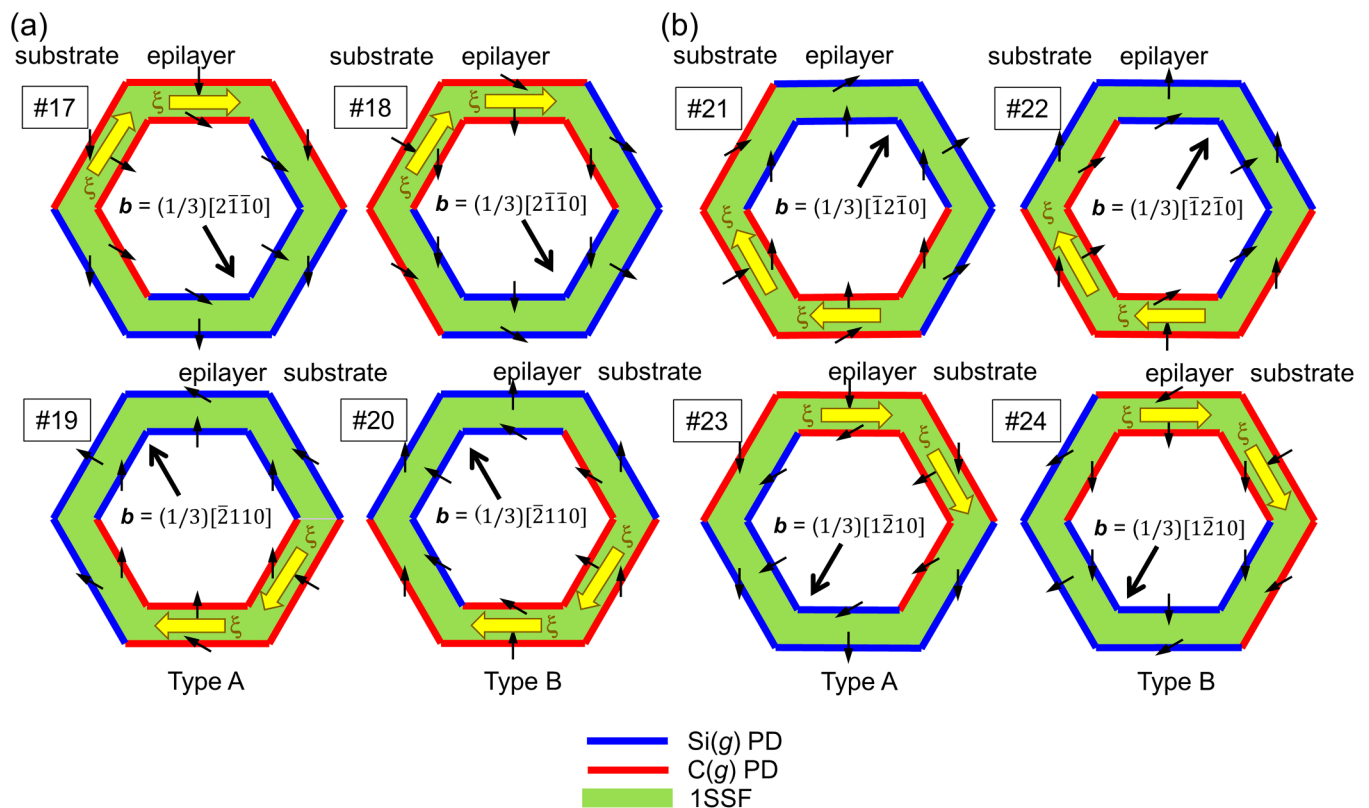 (a)
(b)
substrate epilayer
substrate epilayer
substrate epilayer
substrate epilayer
#17
#18
#21
#22
ξ
ξ
ξ
ξ
b = (1/3)[21̅1̅0]
b = (1/3)[21̅1̅0]
b = (1/3)[1̅21̅0]
b = (1/3)[1̅21̅0]
ξ
ξ
ξ
ξ
epilayer substrate
epilayer substrate
epilayer substrate
epilayer substrate
#19
#20
#23
#24
ξ
ξ
ξ
ξ
b = (1/3)[2̅110]
b = (1/3)[2̅110]
b = (1/3)[12̅10]
b = (1/3)[12̅10]
ξ
ξ
ξ
ξ
Type A
Type B
Type A
Type B
Si(g) PD
C(g) PD
1SSF